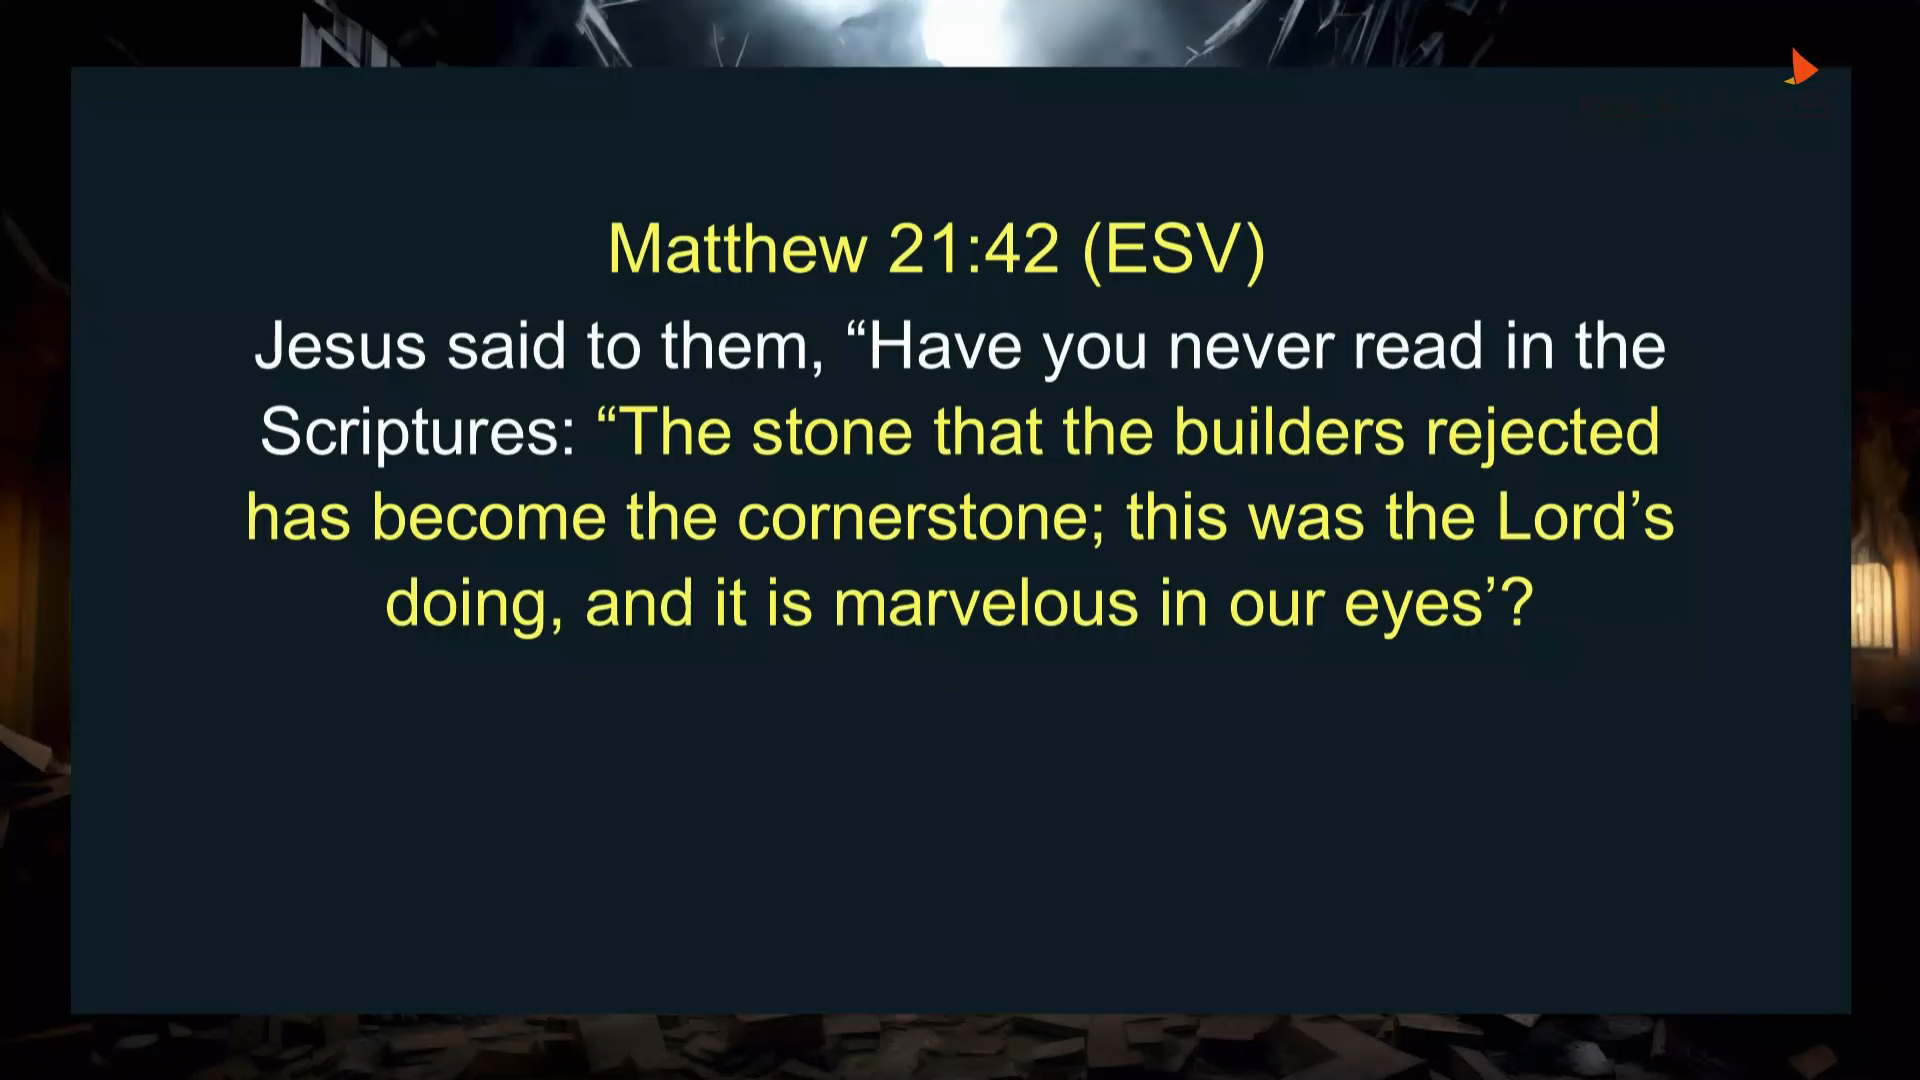 Matthew 21:42 (ESV)
Jesus said to them, “Have you never read in the
Scriptures: “The stone that the builders rejected
has become the cornerstone; this was the Lord’s
doing, and it is marvelous in our eyes’?